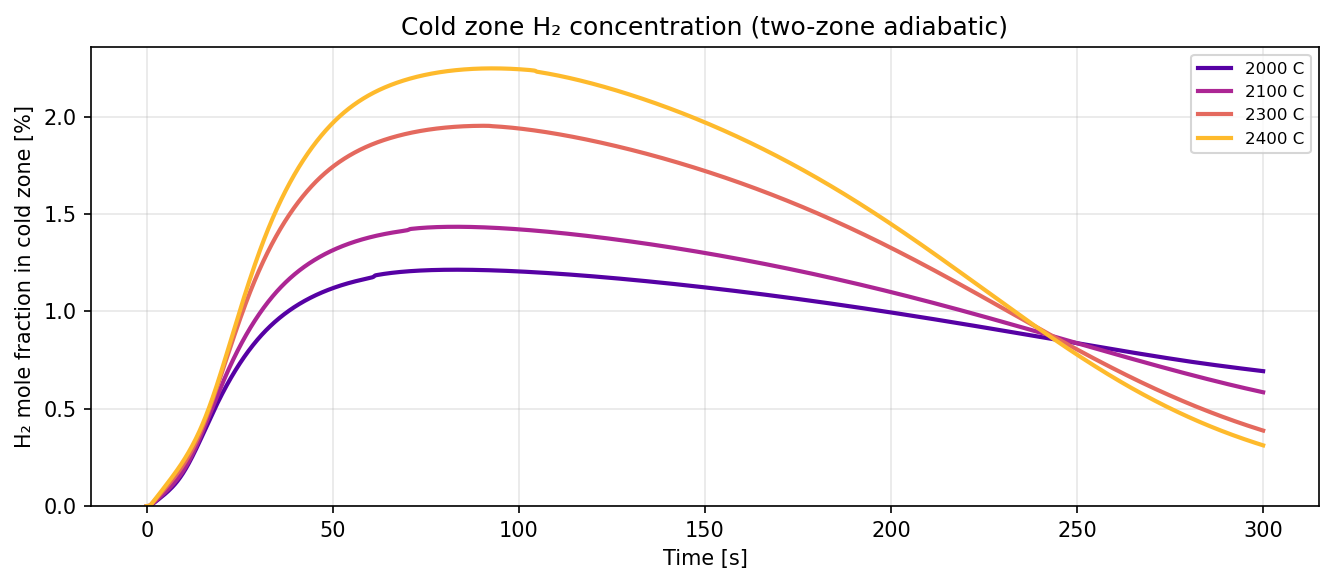 Cold zone H₂ concentration (two-zone adiabatic)
2000 C
2100 C
2300 C
2400 C
H₂ mole fraction in cold zone [%]
2.0
1.5
1.0
0.5
0.0
0 50 100 150 200 250 300
Time [s]